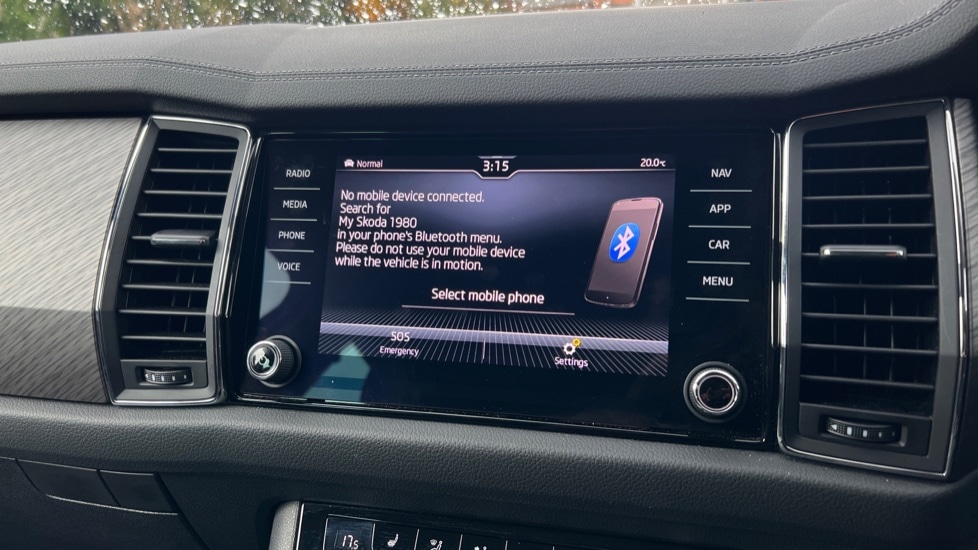 Normal 3:15 20.0°C
RADIO
MEDIA
PHONE
VOICE
No mobile device connected.
Search for
My Skoda 1980
in your phone's Bluetooth menu.
Please do not use your mobile device
while the vehicle is in motion.
Select mobile phone
SOS
Emergency
Settings
NAV
APP
CAR
MENU
17.5